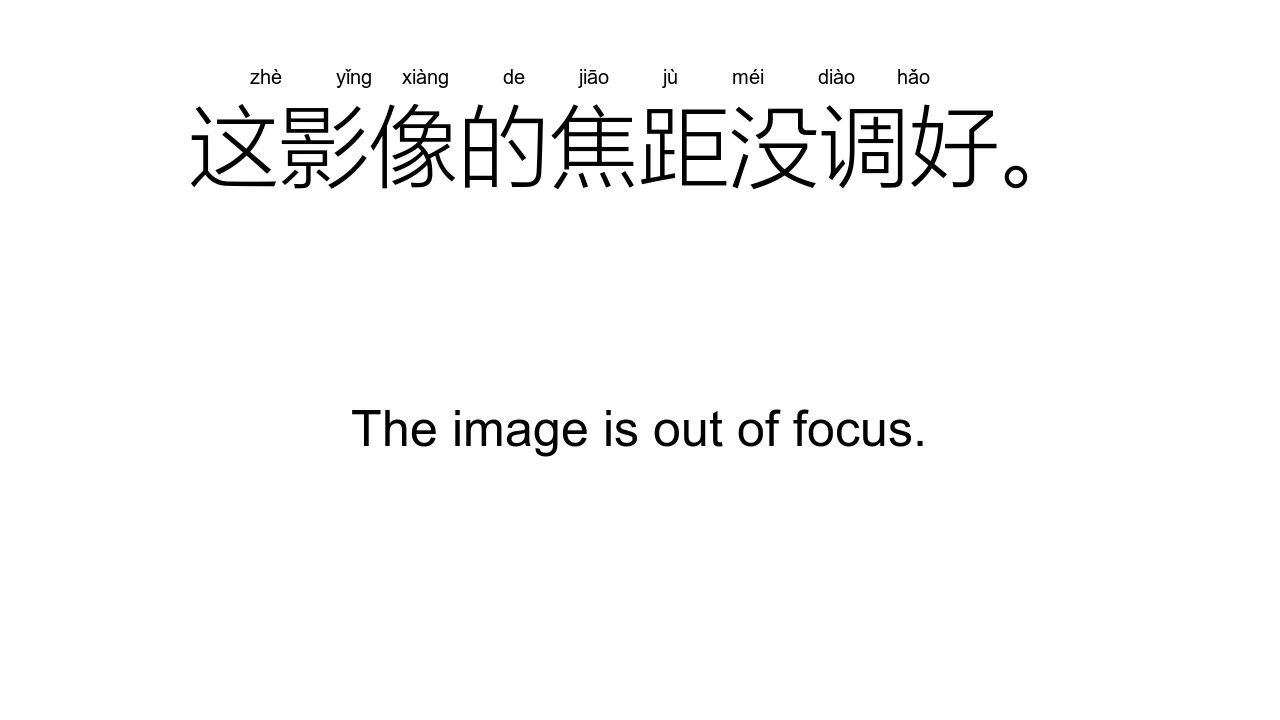 zhè yǐng xiàng de jiāo jù méi diào hǎo
这影像的焦距没调好。
The image is out of focus.